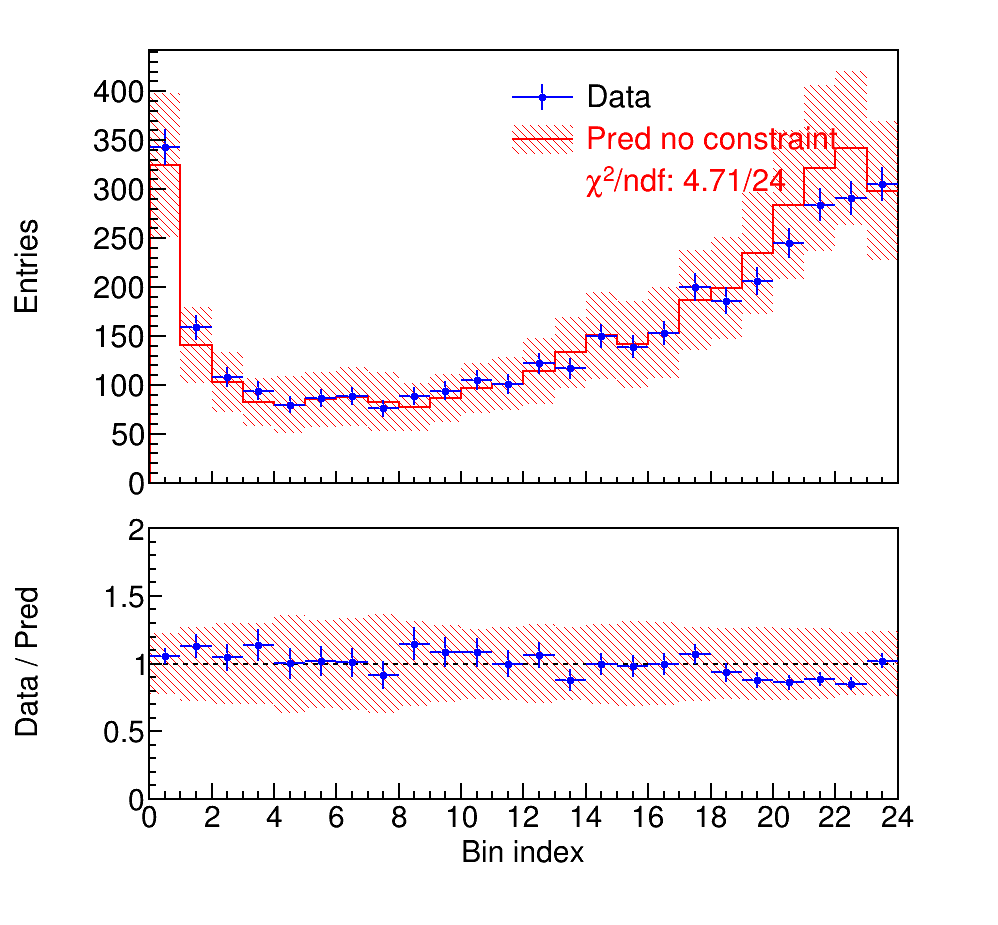 Entries
400
350
300
250
200
150
100
50
0
Data
Pred no constraint
χ²/ndf: 4.71/24
Data / Pred
2
1.5
1
0.5
0
0 2 4 6 8 10 12 14 16 18 20 22 24
Bin index